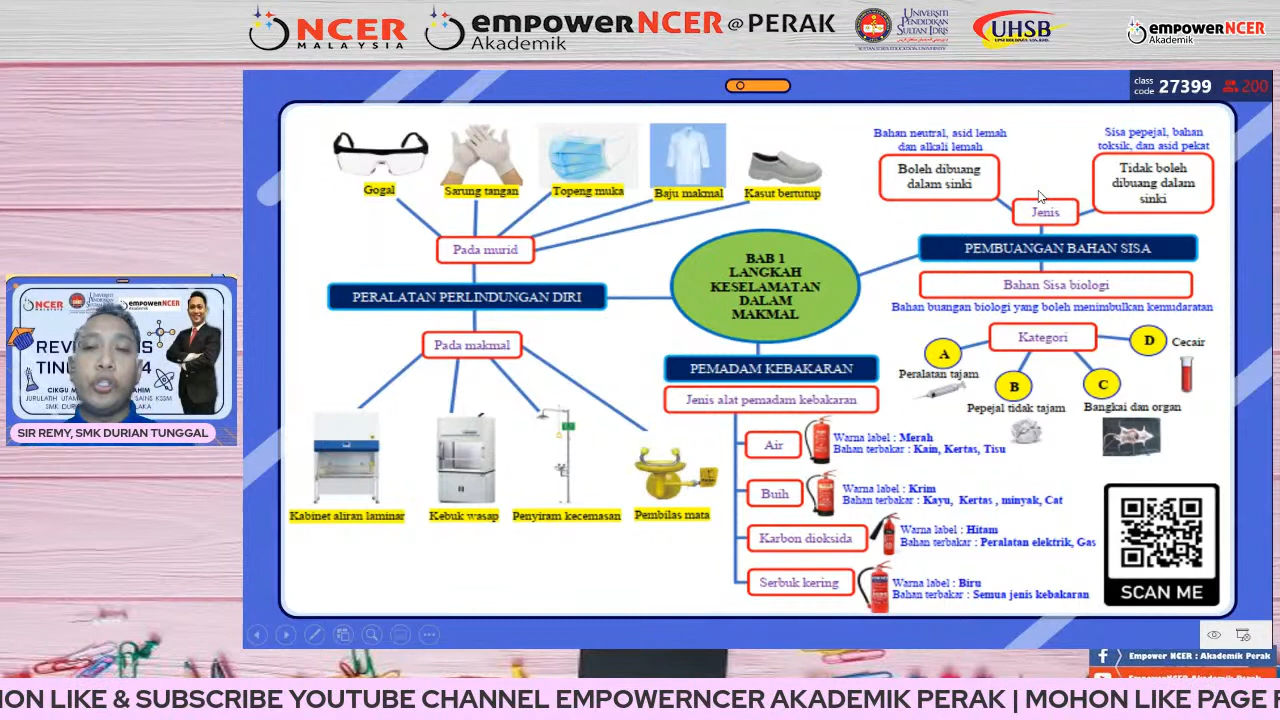 NCER
MALAYSIA
empowerNCER@PERAK
Akademik
UNIVERSITI
PENDIDIKAN
SULTAN IDRIS
UHSB
empowerNCER
Akademik
class code 27399 200
Gogal
Sarung tangan
Topeng muka
Baju makmal
Kasut bertutup
Pada murid
PERALATAN PERLINDUNGAN DIRI
Pada makmal
Kabinet aliran laminar
Kebuk wasap
Penyiram kecemasan
Pembilas mata
BAB 1
LANGKAH
KESELAMATAN
DALAM
MAKMAL
Bahan neutral, asid lemah
dan alkali lemah
Boleh dibuang
dalam sinki
Sisa pepejal, bahan
toksik, dan asid pekat
Tidak boleh
dibuang dalam
sinki
Jenis
PEMBUANGAN BAHAN SISA
Bahan Sisa biologi
Bahan buangan biologi yang boleh menimbulkan kemudaratan
Kategori
A
Peralatan tajam
B
Pepejal tidak tajam
C
Bangkai dan organ
D
Cecair
PEMADAM KEBAKARAN
Jenis alat pemadam kebakaran
Air
Warna label : Merah
Bahan terbakar : Kain, Kertas, Tisu
Buih
Warna label : Krim
Bahan terbakar : Kayu, Kertas , minyak, Cat
Karbon dioksida
Warna label : Hitam
Bahan terbakar : Peralatan elektrik, Gas
Serbuk kering
Warna label : Biru
Bahan terbakar : Semua jenis kebakaran
SCAN ME
SIR REMY, SMK DURIAN TUNGGAL
Empower NCER : Akademik Perak
ON LIKE & SUBSCRIBE YOUTUBE CHANNEL EMPOWERNCER AKADEMIK PERAK | MOHON LIKE PAGE